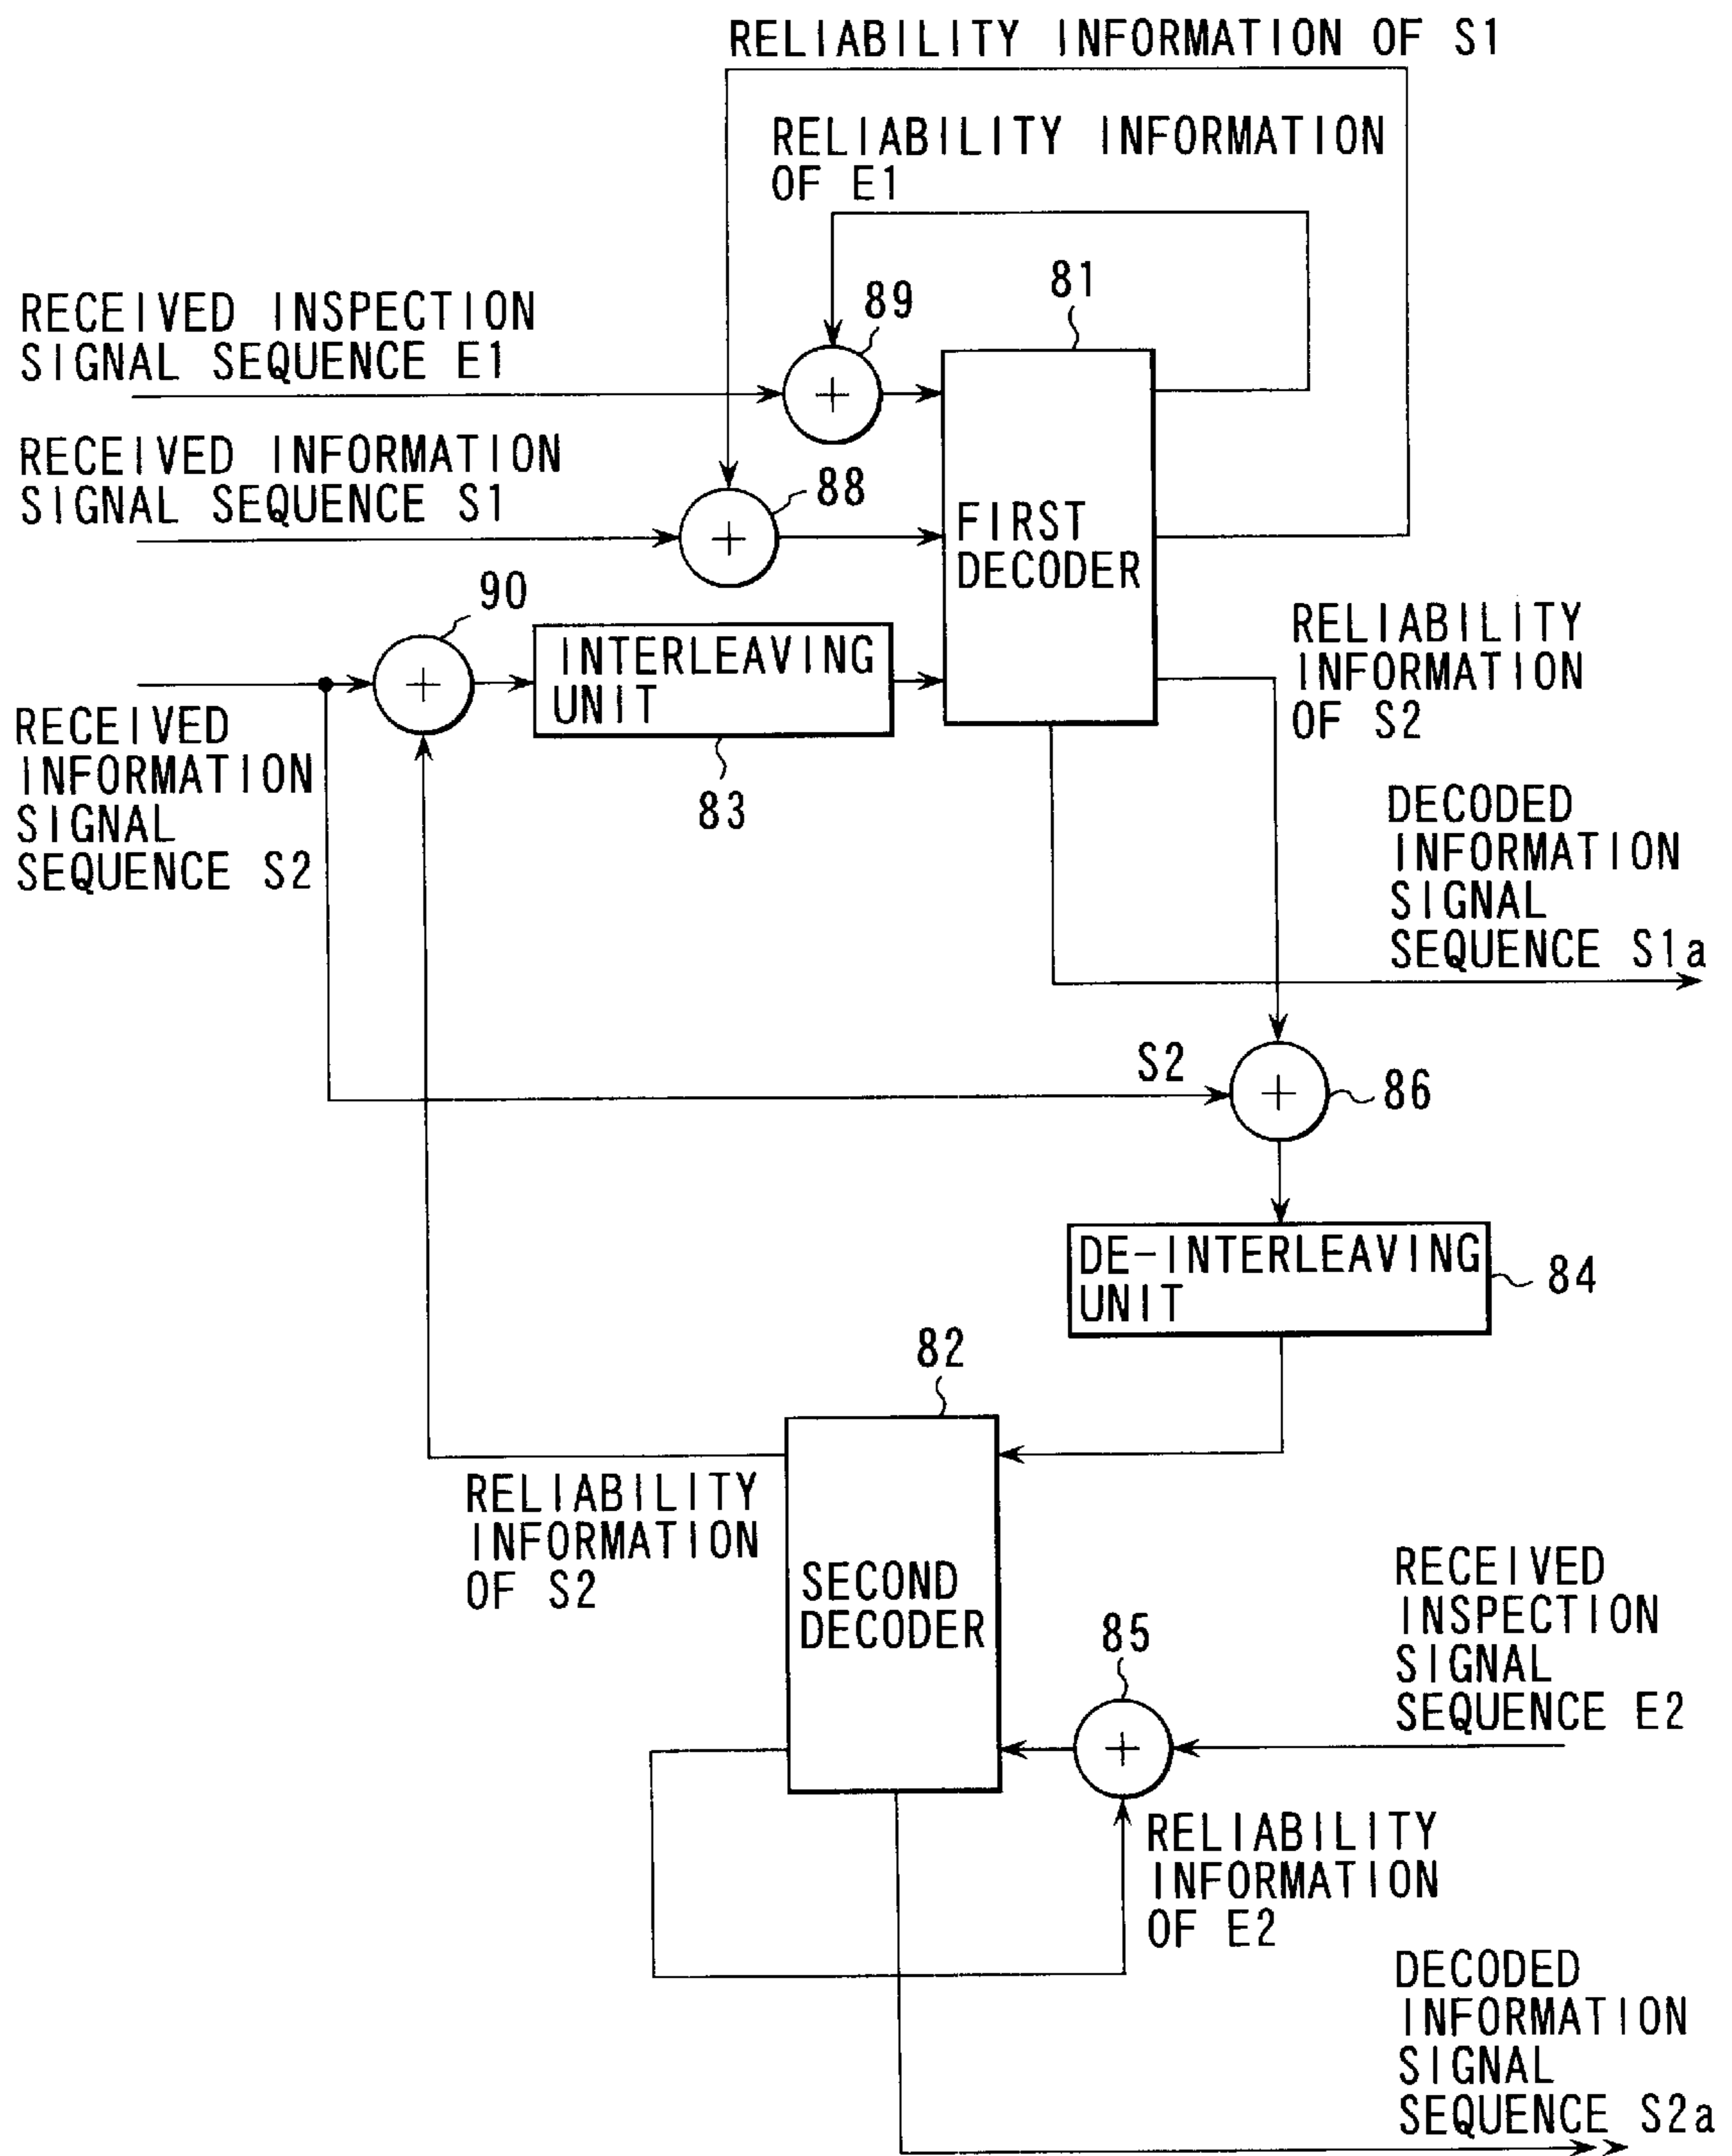 RELIABILITY INFORMATION OF S1
RELIABILITY INFORMATION
OF E1
81
89
RECEIVED INSPECTION
SIGNAL SEQUENCE E1
+
RECEIVED INFORMATION
SIGNAL SEQUENCE S1
88
+
FIRST
DECODER
90
+
INTERLEAVING
UNIT
83
RELIABILITY
INFORMATION
OF S2
RECEIVED
INFORMATION
SIGNAL
SEQUENCE S2
DECODED
INFORMATION
SIGNAL
SEQUENCE S1a
S2
+
86
DE-INTERLEAVING
UNIT
84
82
RELIABILITY
INFORMATION
OF S2
SECOND
DECODER
85
+
RECEIVED
INSPECTION
SIGNAL
SEQUENCE E2
RELIABILITY
INFORMATION
OF E2
DECODED
INFORMATION
SIGNAL
SEQUENCE S2a